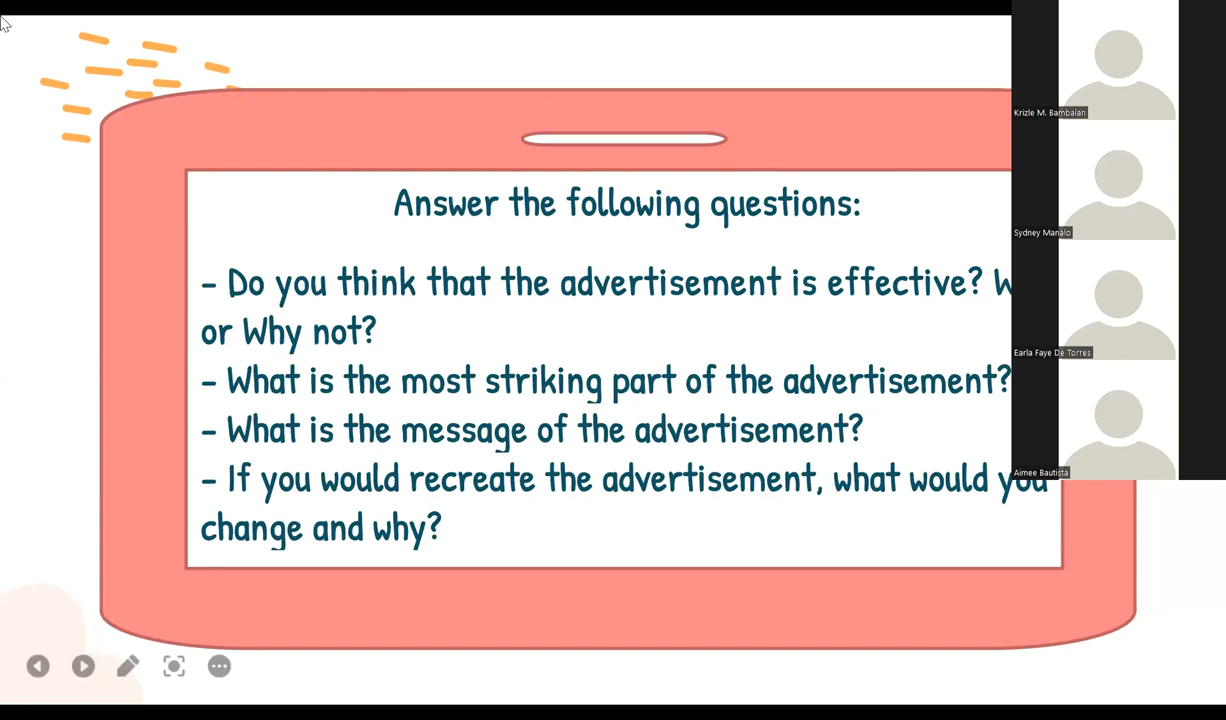 Answer the following questions:
- Do you think that the advertisement is effective?
or Why not?
- What is the most striking part of the advertisement?
- What is the message of the advertisement?
- If you would recreate the advertisement, what would you
change and why?
Krizle M. Bambalan
Sydney Manalo
Earla Faye De Torres
Aimee Bautista